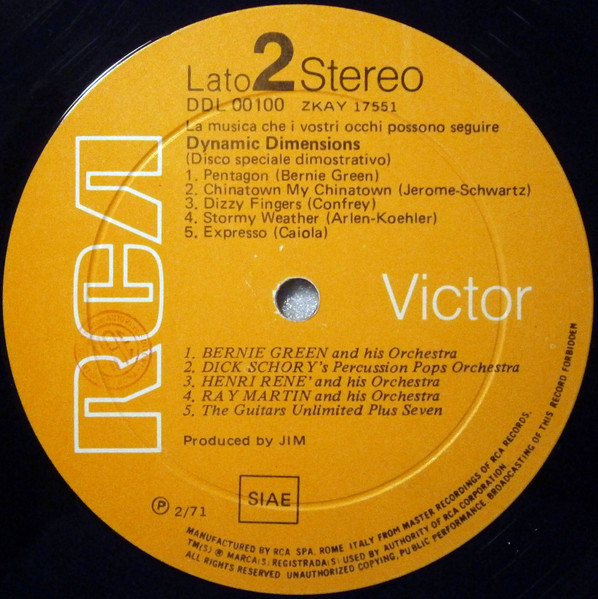 Lato 2 Stereo
DDL 00100 ZKAY 17551
La musica che i vostri occhi possono seguire
Dynamic Dimensions
(Disco speciale dimostrativo)
1. Pentagon (Bernie Green)
2. Chinatown My Chinatown (Jerome-Schwartz)
3. Dizzy Fingers (Confrey)
4. Stormy Weather (Arlen-Koehler)
5. Expresso (Caiola)
RCA
Victor
1. BERNIE GREEN and his Orchestra
2. DICK SCHORY's Percussion Pops Orchestra
3. HENRI RENE' and his Orchestra
4. RAY MARTIN and his Orchestra
5. The Guitars Unlimited Plus Seven
Produced by JIM
℗ 2/71
SIAE
MANUFACTURED BY RCA SPA. ROME ITALY FROM MASTER RECORDINGS OF RCA RECORDS.
TM(S) ® MARCA(S) REGISTRADA(S) USED BY AUTHORITY OF RCA CORPORATION
ALL RIGHTS RESERVED UNAUTHORIZED COPYING, PUBLIC PERFORMANCE BROADCASTING OF THIS RECORD FORBIDDEN